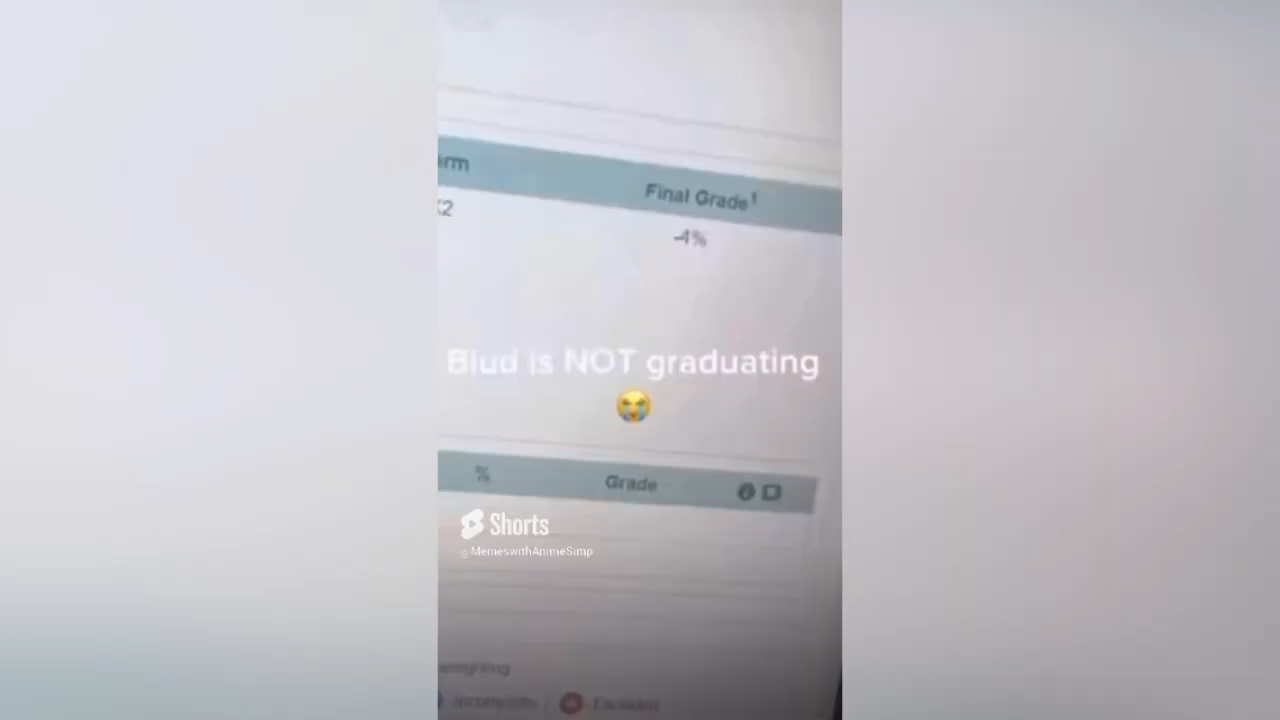 Final Grade¹
-4%
Blud is NOT graduating
😭
%
Grade
Shorts
@MemeswithAnimeSimp